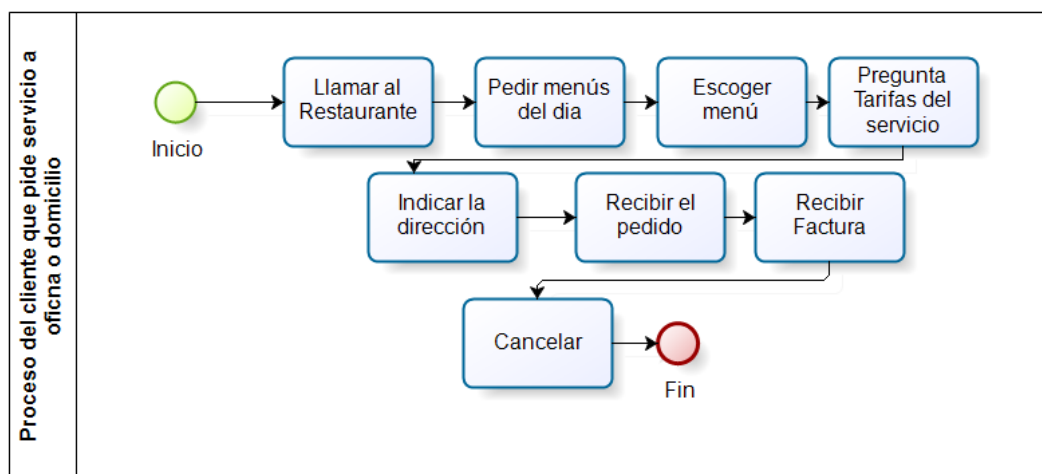 Proceso del cliente que pide servicio a
oficna o domicilio
Inicio
Llamar al
Restaurante
Pedir menús
del dia
Escoger
menú
Pregunta
Tarifas del
servicio
Indicar la
dirección
Recibir el
pedido
Recibir
Factura
Cancelar
Fin